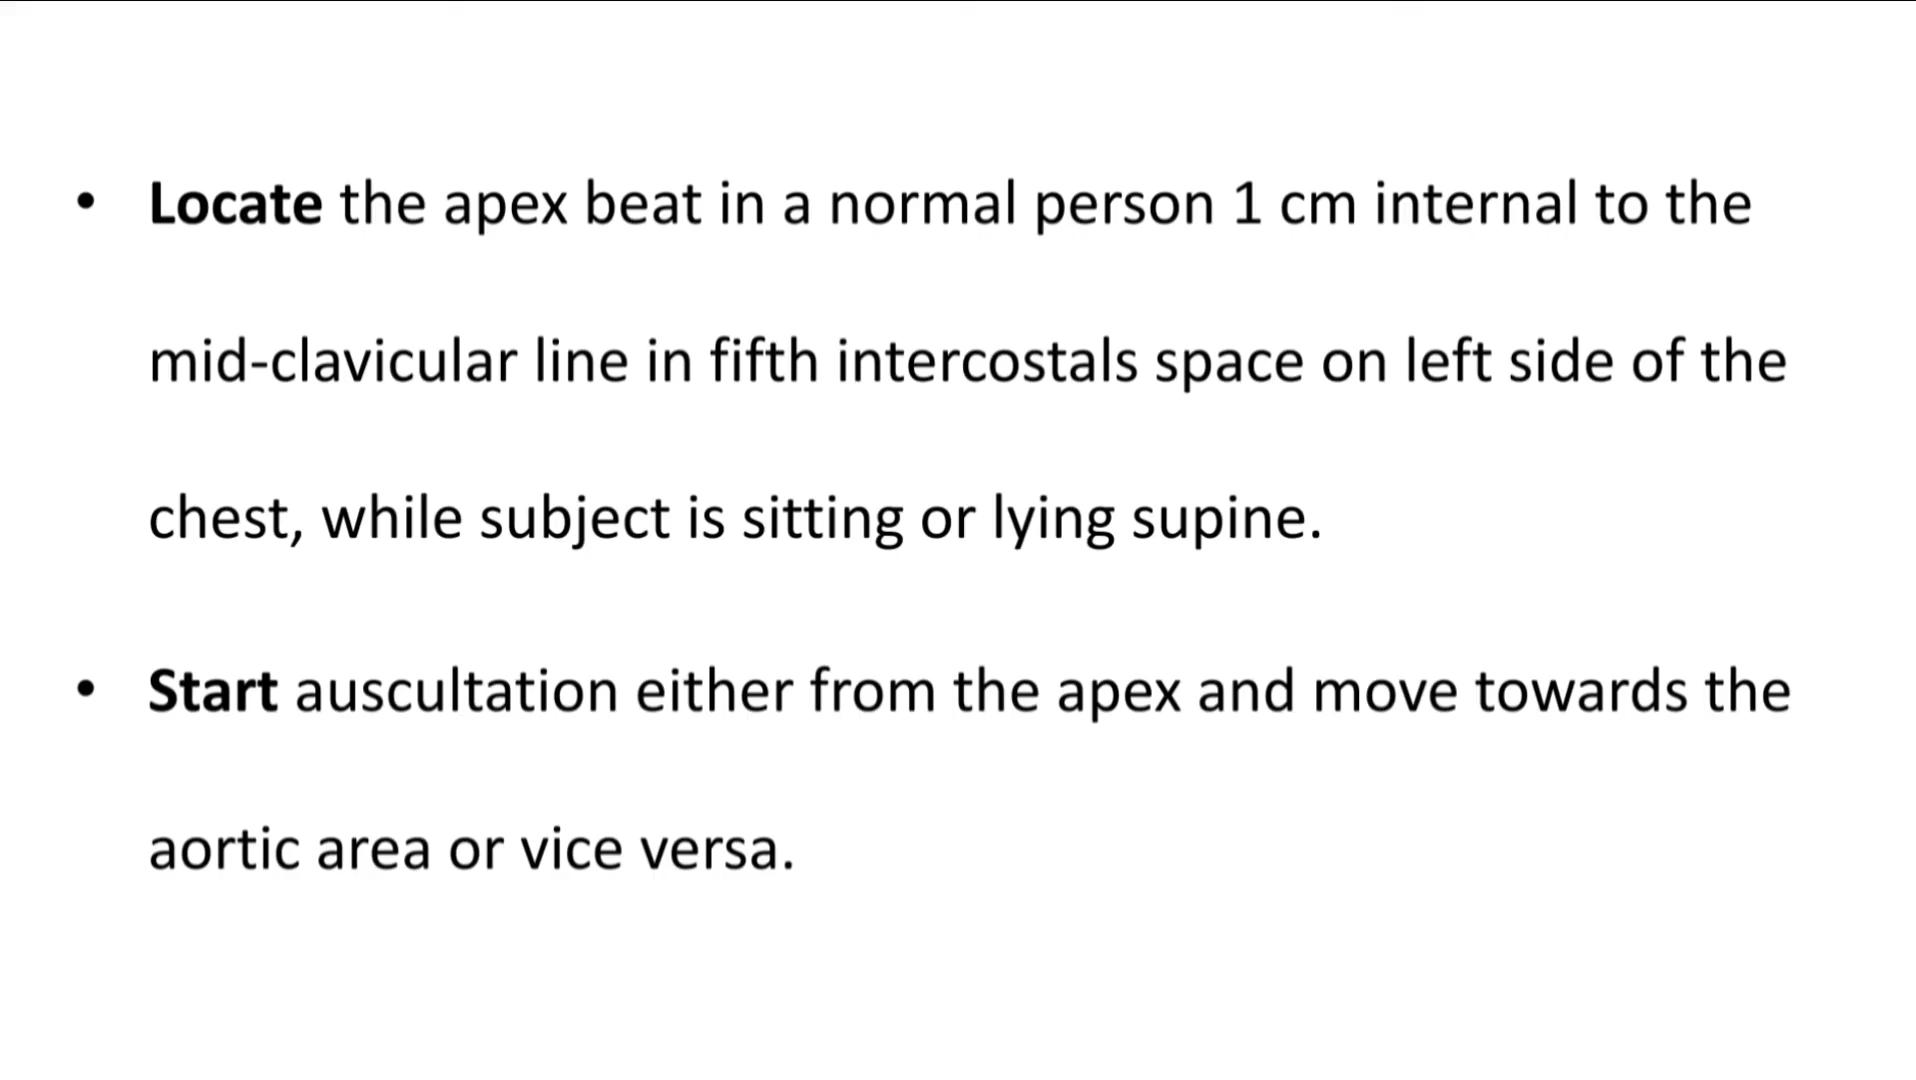 • Locate the apex beat in a normal person 1 cm internal to the
mid-clavicular line in fifth intercostals space on left side of the
chest, while subject is sitting or lying supine.
• Start auscultation either from the apex and move towards the
aortic area or vice versa.